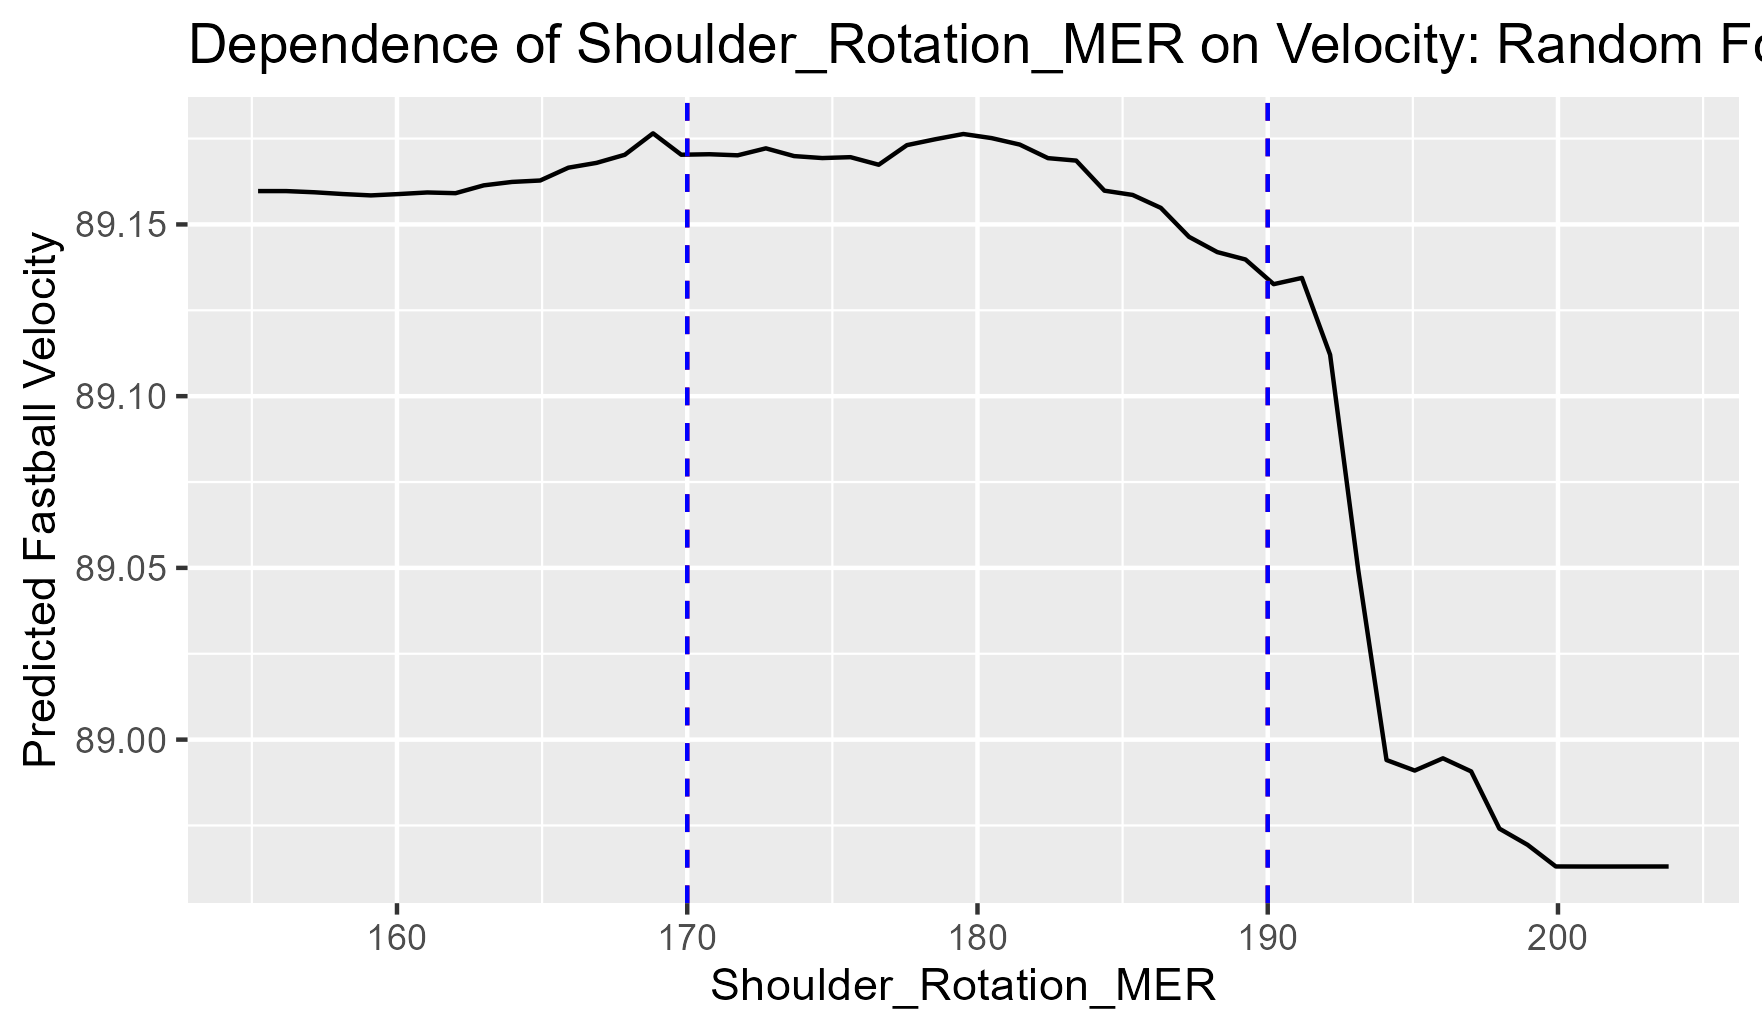 Dependence of Shoulder_Rotation_MER on Velocity: Random Fo
Predicted Fastball Velocity
89.15
89.10
89.05
89.00
160 170 180 190 200
Shoulder_Rotation_MER